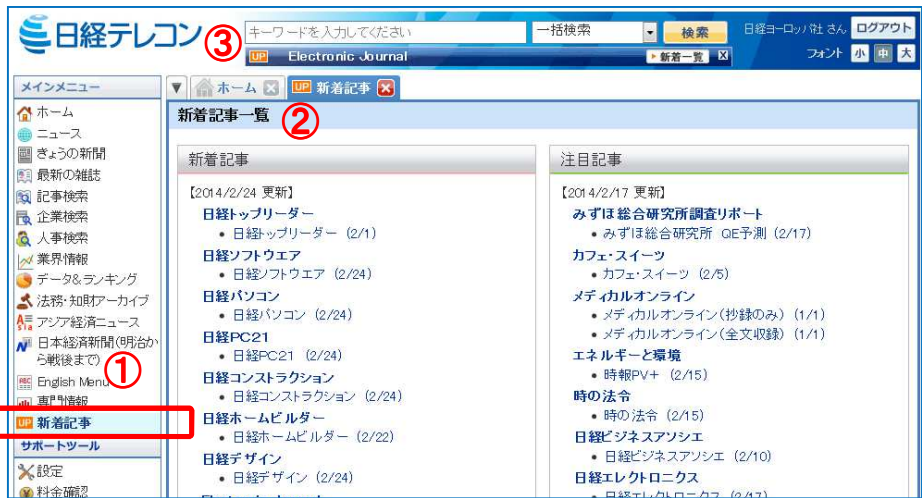 日経テレコン
③
キーワードを入力してください
一括検索
検索
日経ヨーロッパ社 さん
ログアウト
UP Electronic Journal
新着一覧
フォント 小 中 大
メインメニュー
ホーム
ニュース
きょうの新聞
最新の雑誌
記事検索
企業検索
人事検索
業界情報
データ&ランキング
法務・知財アーカイブ
アジア経済ニュース
日本経済新聞(明治か
ら戦後まで)
①
English Menu
専門情報
UP 新着記事
サポートツール
設定
料金確認
▼ ホーム UP 新着記事
新着記事一覧
②
新着記事
【2014/2/24 更新】
日経トップリーダー
• 日経トップリーダー (2/1)
日経ソフトウエア
• 日経ソフトウエア (2/24)
日経パソコン
• 日経パソコン (2/24)
日経PC21
• 日経PC21 (2/24)
日経コンストラクション
• 日経コンストラクション (2/24)
日経ホームビルダー
• 日経ホームビルダー (2/22)
日経デザイン
• 日経デザイン (2/24)
注目記事
【2014/2/17 更新】
みずほ総合研究所調査リポート
• みずほ総合研究所 QE予測 (2/17)
カフェ・スイーツ
• カフェ・スイーツ (2/5)
メディカルオンライン
• メディカルオンライン(抄録のみ) (1/1)
• メディカルオンライン(全文収録) (1/1)
エネルギーと環境
• 時報PV+ (2/15)
時の法令
• 時の法令 (2/15)
日経ビジネスアソシエ
• 日経ビジネスアソシエ (2/10)
日経エレクトロニクス
• 日経エレクトロニクス (2/17)